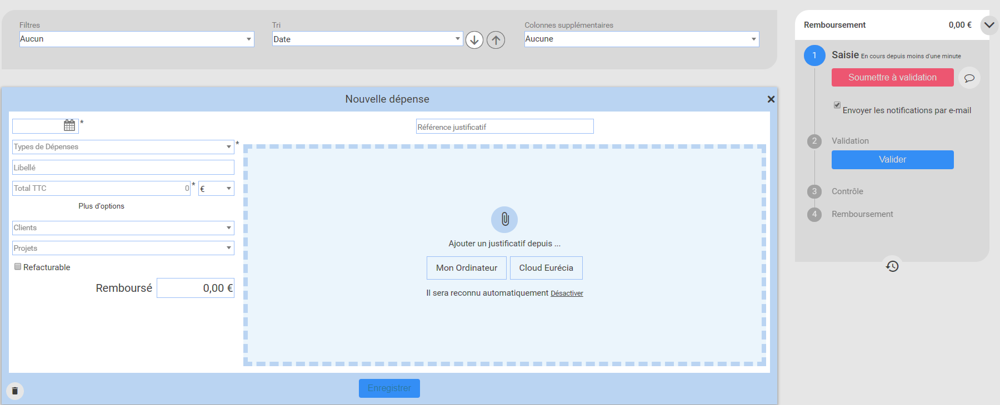 Filtres
Aucun
Tri
Date
Colonnes supplémentaires
Aucune
Nouvelle dépense
*
Référence justificatif
Types de Dépenses *
Libellé
Total TTC 0 * €
Plus d'options
Clients
Projets
Refacturable
Remboursé 0,00 €
Ajouter un justificatif depuis ...
Mon Ordinateur
Cloud Eurécia
Il sera reconnu automatiquement Désactiver
Enregistrer
Remboursement 0,00 €
1 Saisie En cours depuis moins d'une minute
Soumettre à validation
Envoyer les notifications par e-mail
2 Validation
Valider
3 Contrôle
4 Remboursement